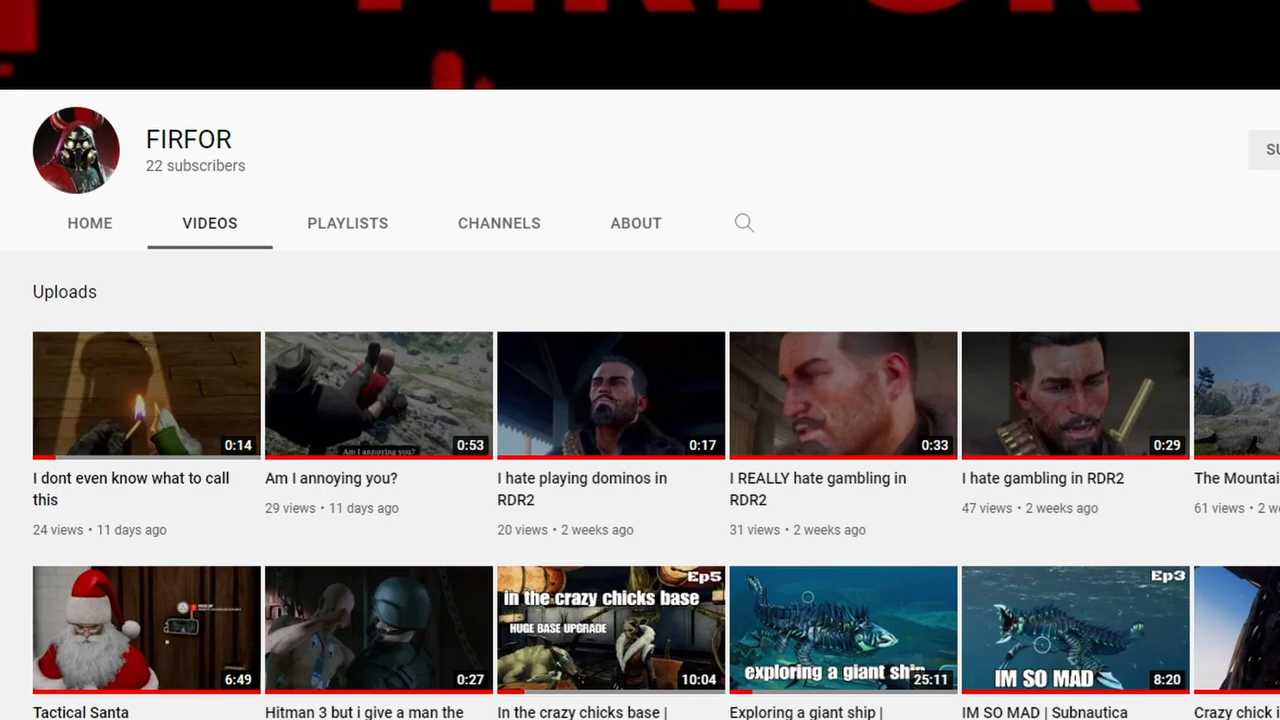 FIRFOR
FIRFOR
22 subscribers
SU
HOME VIDEOS PLAYLISTS CHANNELS ABOUT
Uploads
0:14
Am I annoying you?
0:53
0:17
0:33
0:29
I dont even know what to call
this
24 views • 11 days ago
Am I annoying you?
29 views • 11 days ago
I hate playing dominos in
RDR2
20 views • 2 weeks ago
I REALLY hate gambling in
RDR2
31 views • 2 weeks ago
I hate gambling in RDR2
47 views • 2 weeks ago
The Mountai
61 views • 2 w
6:49
0:27
Ep5
in the crazy chicks base
HUGE BASE UPGRADE
10:04
exploring a giant ship
25:11
Ep3
IM SO MAD
8:20
Tactical Santa
Hitman 3 but i give a man the
In the crazy chicks base |
Exploring a giant ship |
IM SO MAD | Subnautica
Crazy chick i